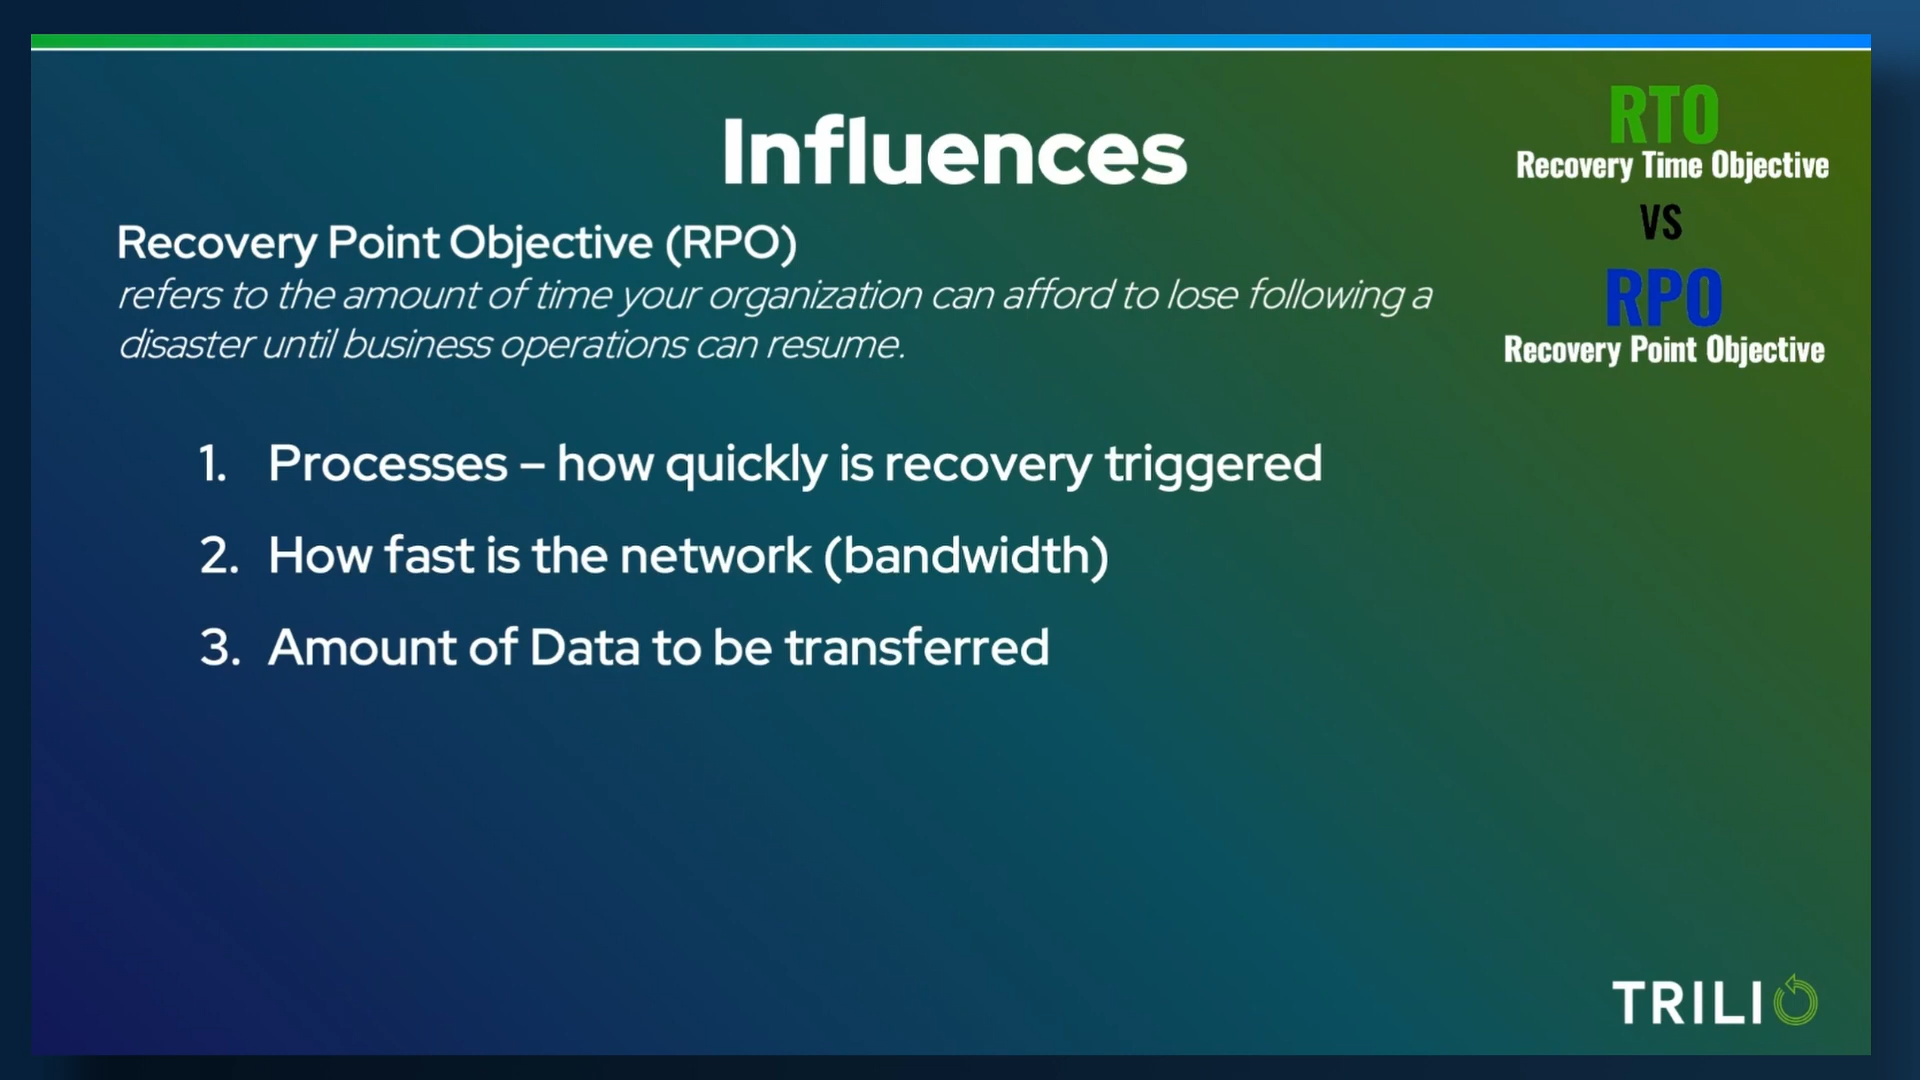 Influences
Recovery Point Objective (RPO)
refers to the amount of time your organization can afford to lose following a
disaster until business operations can resume.
1. Processes – how quickly is recovery triggered
2. How fast is the network (bandwidth)
3. Amount of Data to be transferred
RTO
Recovery Time Objective
VS
RPO
Recovery Point Objective
TRILIO